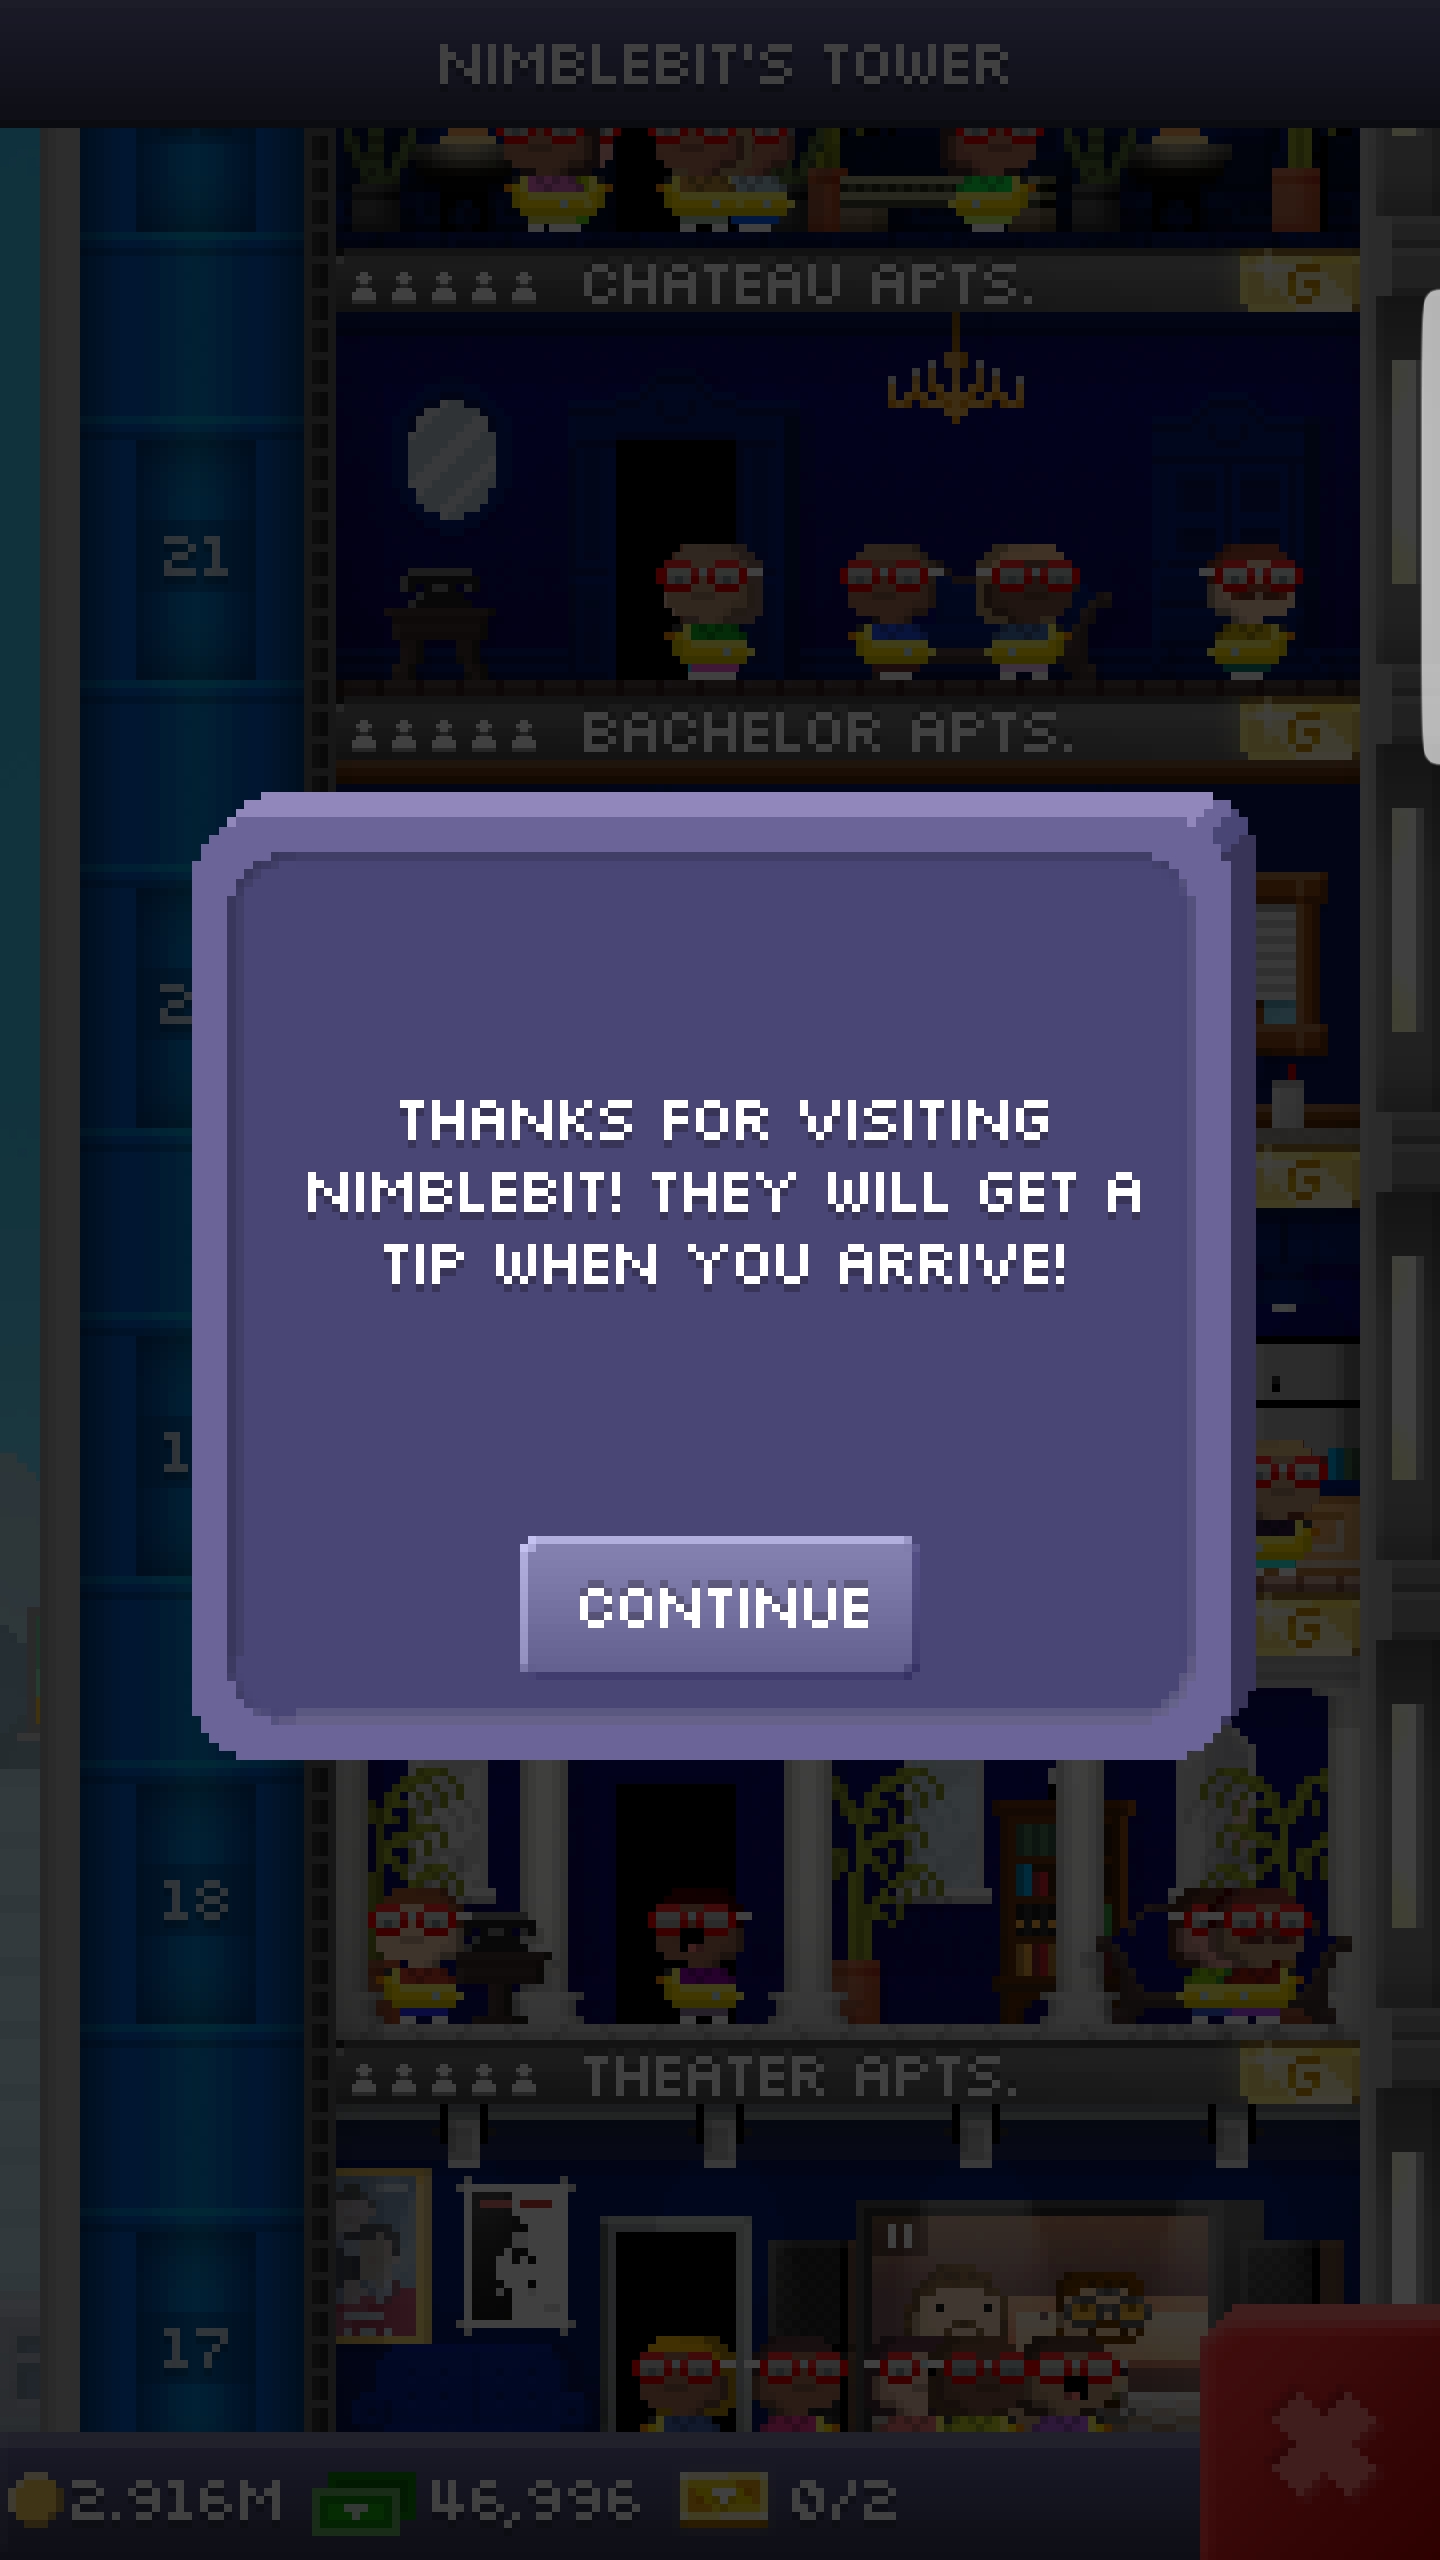 NIMBLEBIT'S TOWER
CHATEAU APTS. G
21
BACHELOR APTS. G
THANKS FOR VISITING
NIMBLEBIT! THEY WILL GET A
TIP WHEN YOU ARRIVE!
G
CONTINUE
G
18
THEATER APTS. G
17
2.916M 46,996 0/2